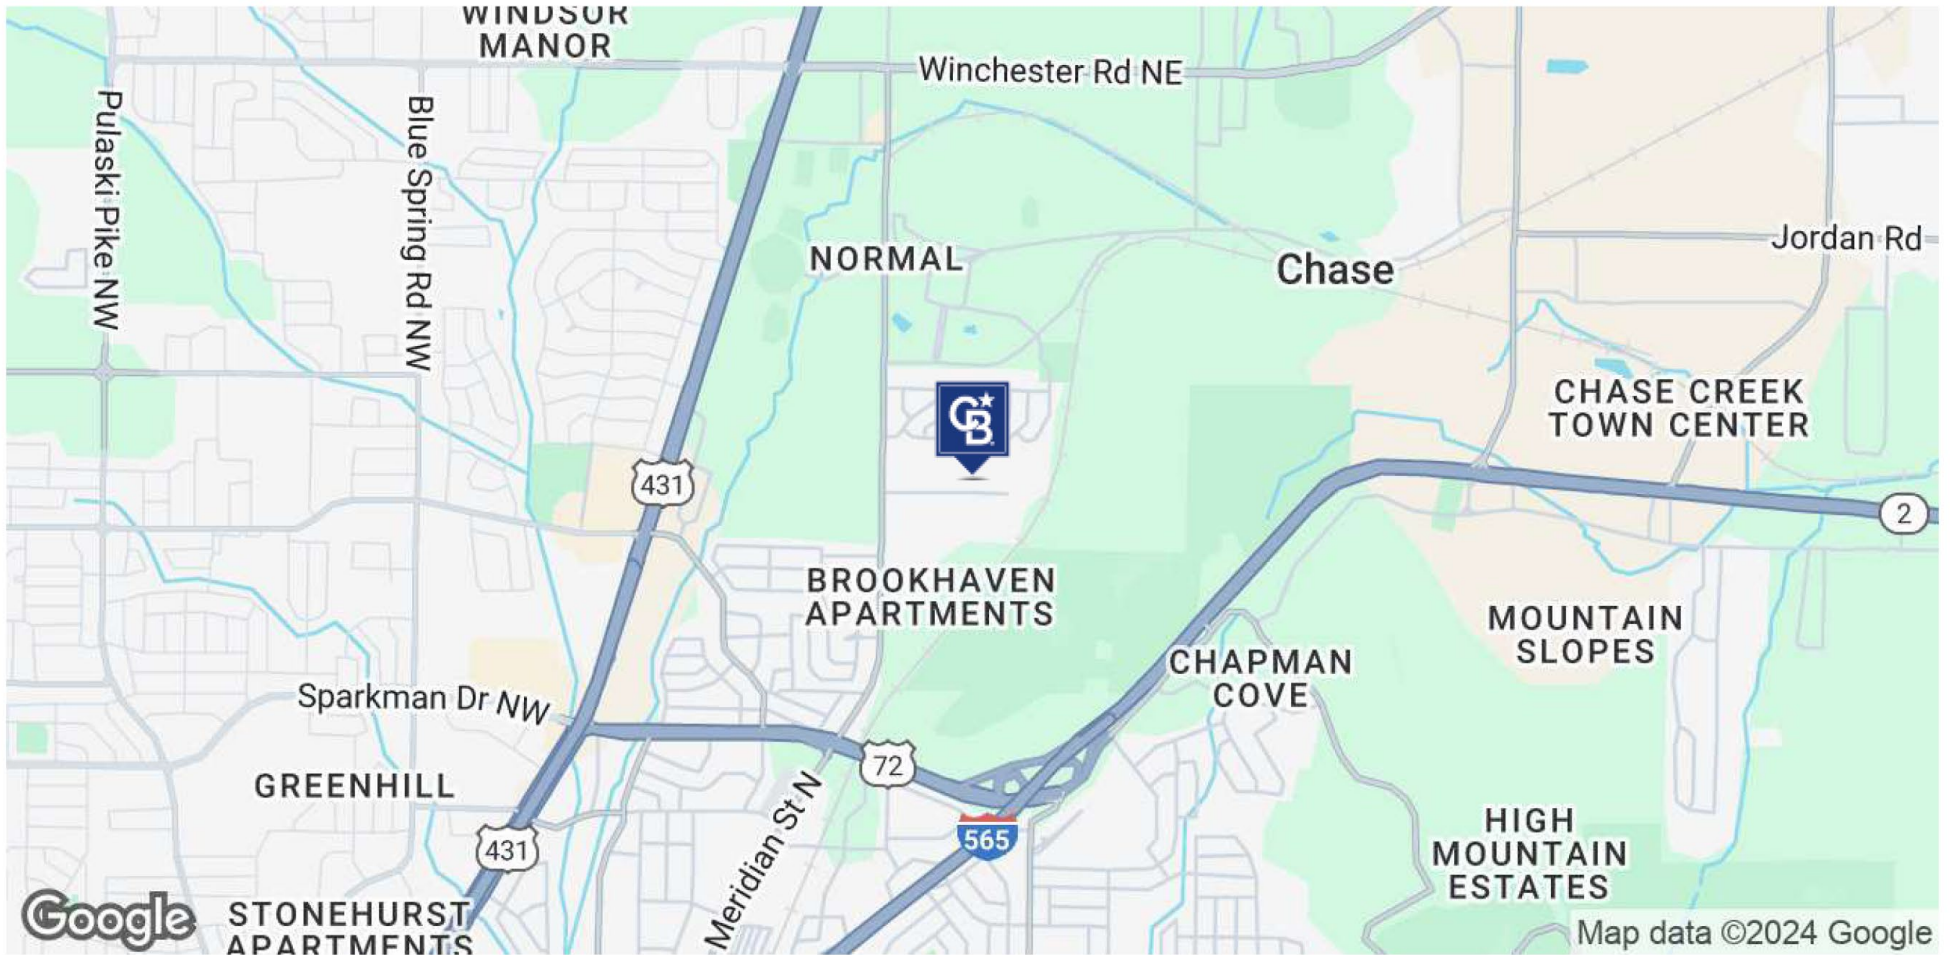 WINDSOR
MANOR
Winchester Rd NE
Pulaski Pike NW
Blue Spring Rd NW
NORMAL
Chase
Jordan Rd
CB
CHASE CREEK
TOWN CENTER
431
2
BROOKHAVEN
APARTMENTS
MOUNTAIN
SLOPES
CHAPMAN
COVE
Sparkman Dr NW
72
GREENHILL
Meridian St N
431
565
HIGH
MOUNTAIN
ESTATES
Google
STONEHURST
APARTMENTS
Map data ©2024 Google